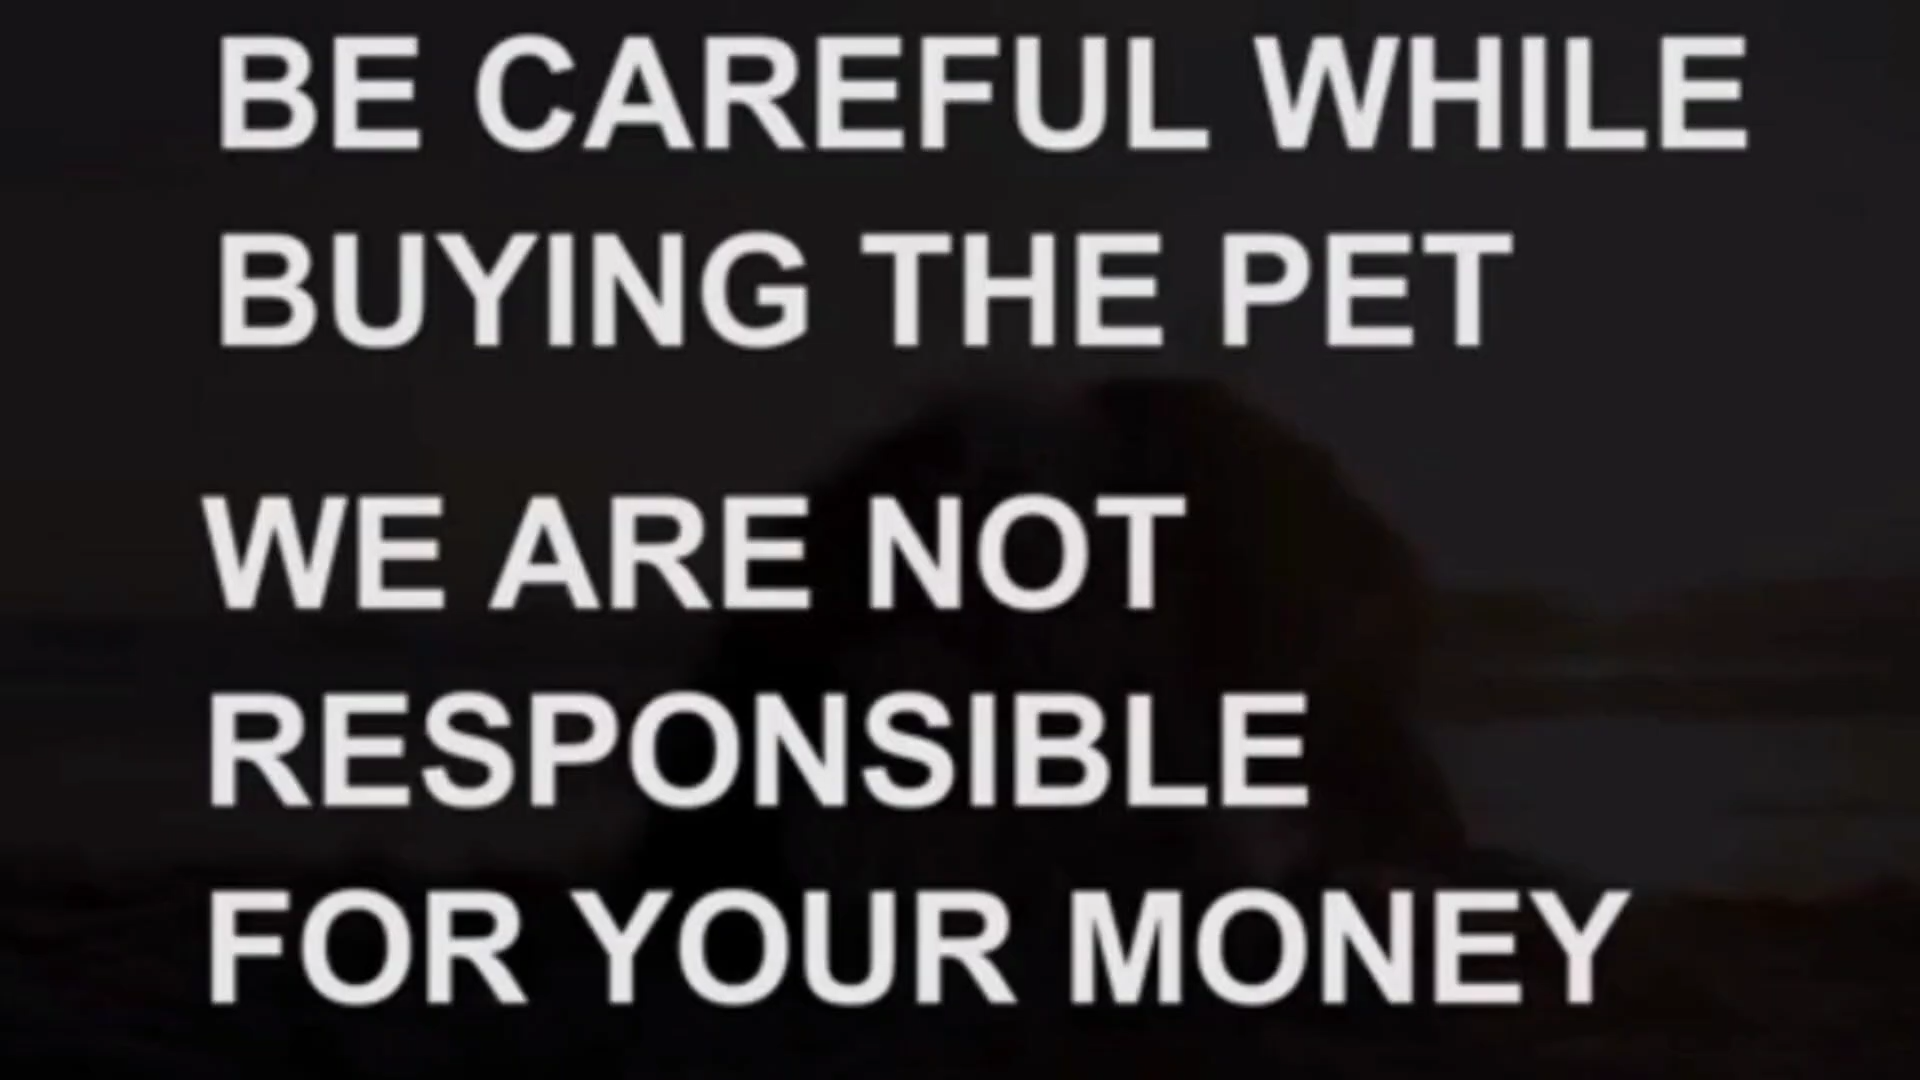 BE CAREFUL WHILE
BUYING THE PET
WE ARE NOT
RESPONSIBLE
FOR YOUR MONEY